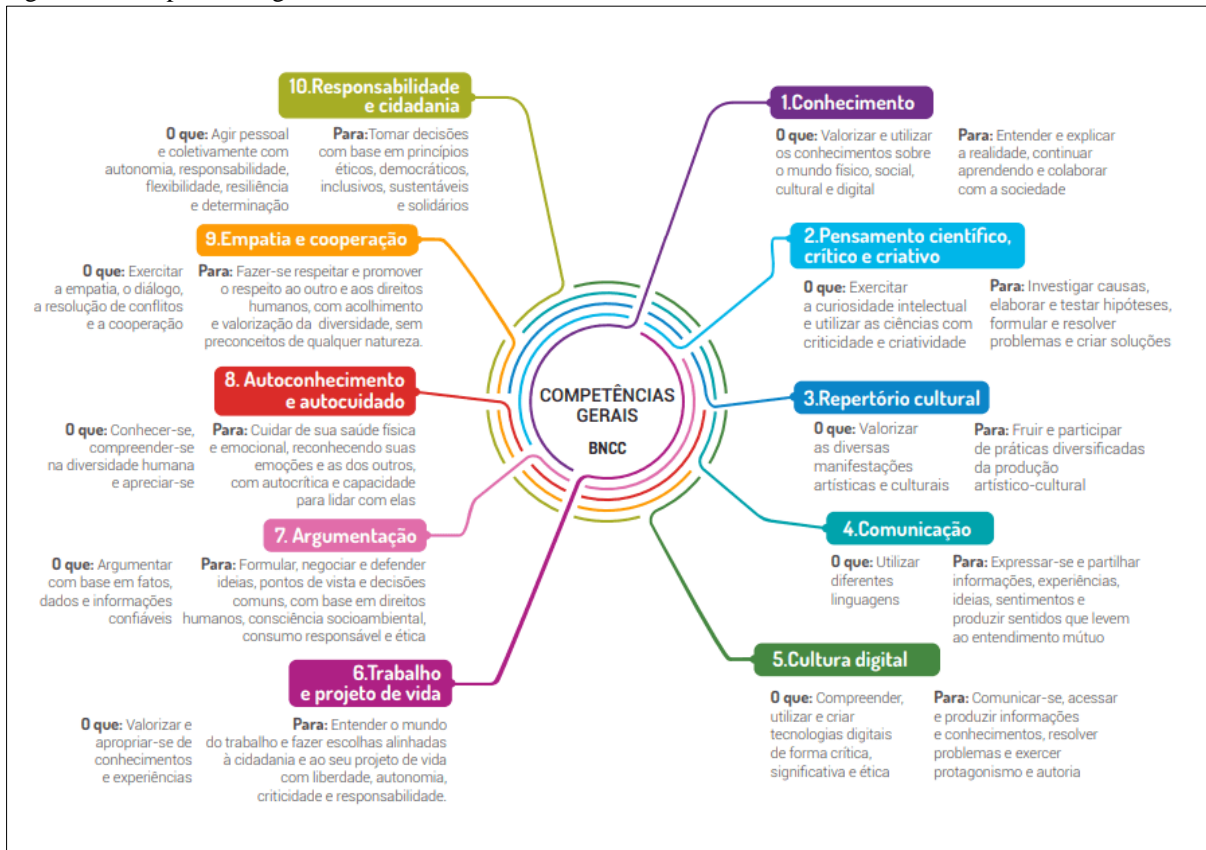 COMPETÊNCIAS
GERAIS
BNCC
1.Conhecimento
O que: Valorizar e utilizar
os conhecimentos sobre
o mundo físico, social,
cultural e digital
Para: Entender e explicar
a realidade, continuar
aprendendo e colaborar
com a sociedade
2.Pensamento científico,
crítico e criativo
O que: Exercitar
a curiosidade intelectual
e utilizar as ciências com
criticidade e criatividade
Para: Investigar causas,
elaborar e testar hipóteses,
formular e resolver
problemas e criar soluções
3.Repertório cultural
O que: Valorizar
as diversas
manifestações
artísticas e culturais
Para: Fruir e participar
de práticas diversificadas
da produção
artístico-cultural
4.Comunicação
O que: Utilizar
diferentes
linguagens
Para: Expressar-se e partilhar
informações, experiências,
ideias, sentimentos e
produzir sentidos que levem
ao entendimento mútuo
5.Cultura digital
O que: Compreender,
utilizar e criar
tecnologias digitais
de forma crítica,
significativa e ética
Para: Comunicar-se, acessar
e produzir informações
e conhecimentos, resolver
problemas e exercer
protagonismo e autoria
6.Trabalho
e projeto de vida
O que: Valorizar e
apropriar-se de
conhecimentos
e experiências
Para: Entender o mundo
do trabalho e fazer escolhas alinhadas
à cidadania e ao seu projeto de vida
com liberdade, autonomia,
criticidade e responsabilidade.
7. Argumentação
O que: Argumentar
com base em fatos,
dados e informações
confiáveis
Para: Formular, negociar e defender
ideias, pontos de vista e decisões
comuns, com base em direitos
humanos, consciência socioambiental,
consumo responsável e ética
8. Autoconhecimento
e autocuidado
O que: Conhecer-se,
compreender-se
na diversidade humana
e apreciar-se
Para: Cuidar de sua saúde física
e emocional, reconhecendo suas
emoções e as dos outros,
com autocrítica e capacidade
para lidar com elas
9.Empatia e cooperação
O que: Exercitar
a empatia, o diálogo,
a resolução de conflitos
e a cooperação
Para: Fazer-se respeitar e promover
o respeito ao outro e aos direitos
humanos, com acolhimento
e valorização da diversidade, sem
preconceitos de qualquer natureza.
10.Responsabilidade
e cidadania
O que: Agir pessoal
e coletivamente com
autonomia, responsabilidade,
flexibilidade, resiliência
e determinação
Para:Tomar decisões
com base em princípios
éticos, democráticos,
inclusivos, sustentáveis
e solidários